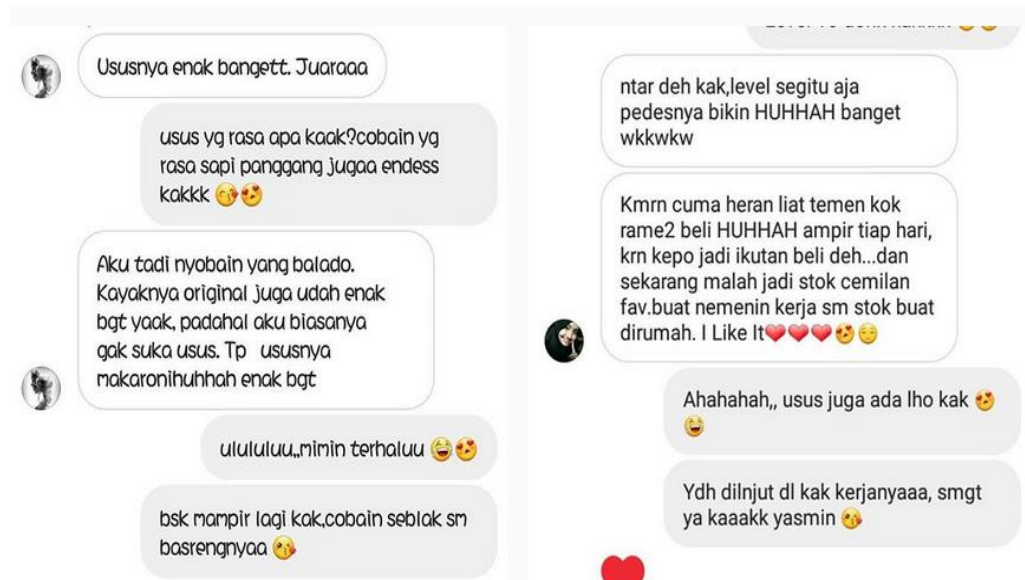 Ususnya enak bangett. Juaraaa
usus yg rasa apa kaak?cobain yg
rasa sapi panggang jugaa endess
kakkk 😙😍
Aku tadi nyobain yang balado.
Kayaknya original juga udah enak
bgt yaak, padahal aku biasanya
gak suka usus. Tp ususnya
makaronihuhhah enak bgt
ulululuu,,mimin terhaluu 😂😍
bsk mampir lagi kak,cobain seblak sm
basrengnyaa 😘
ntar deh kak,level segitu aja
pedesnya bikin HUHHAH banget
wkkwkw
Kmrn cuma heran liat temen kok
rame2 beli HUHHAH ampir tiap hari,
krn kepo jadi ikutan beli deh...dan
sekarang malah jadi stok cemilan
fav.buat nemenin kerja sm stok buat
dirumah. I Like It❤❤❤😍😌
Ahahahah,, usus juga ada lho kak 😍
😂
Ydh dilnjut dl kak kerjanyaaa, smgt
ya kaaakk yasmin 😘